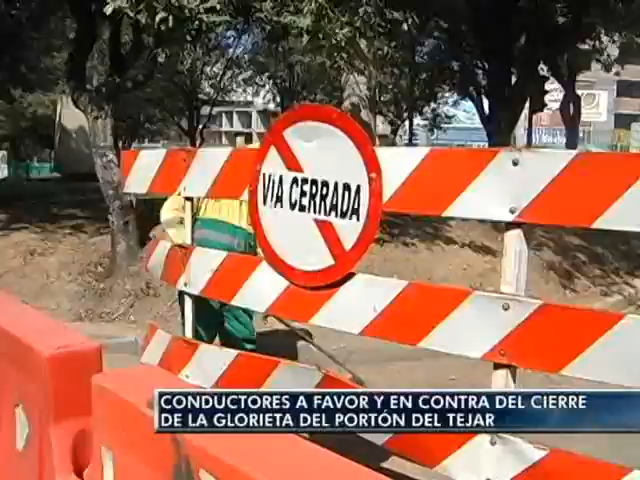 VIA CERRADA
CONDUCTORES A FAVOR Y EN CONTRA DEL CIERRE
DE LA GLORIETA DEL PORTÓN DEL TEJAR